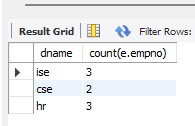 Result Grid Filter Rows:
dname count(e.empno)
ise 3
cse 2
hr 3